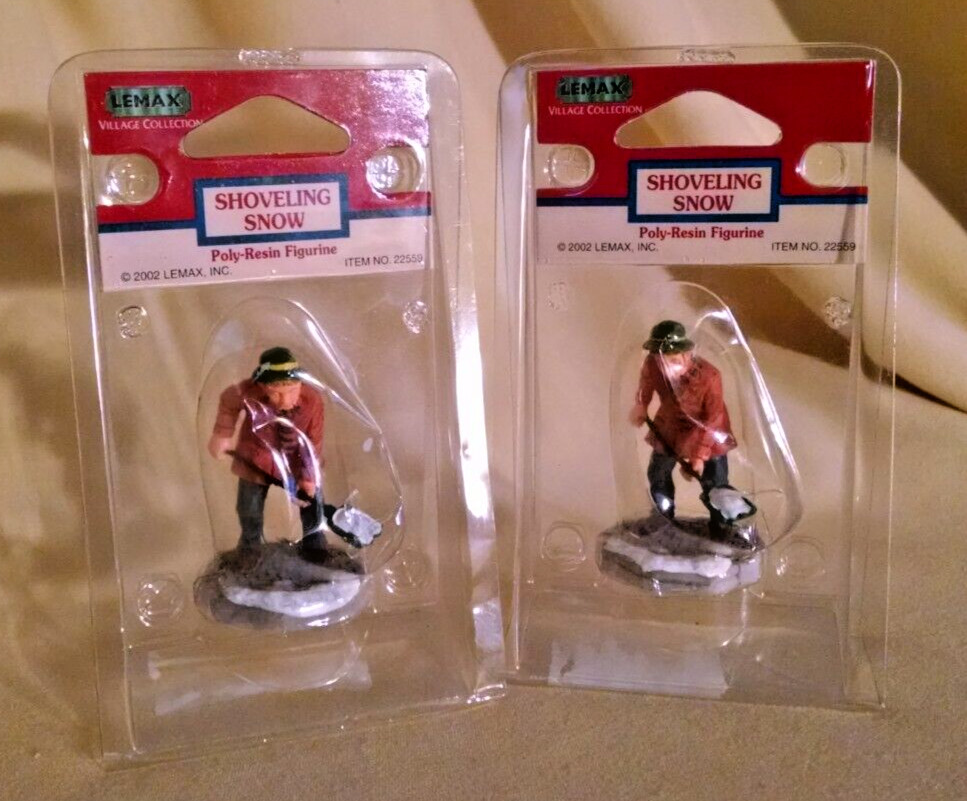 LEMAX
VILLAGE COLLECTION
SHOVELING
SNOW
Poly-Resin Figurine
© 2002 LEMAX, INC.
ITEM NO. 22559
LEMAX
VILLAGE COLLECTION
SHOVELING
SNOW
Poly-Resin Figurine
© 2002 LEMAX, INC.
ITEM NO. 22559